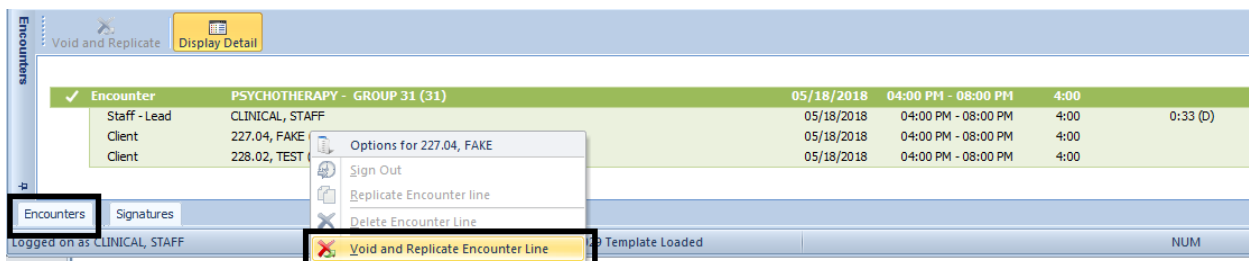 Encounters
Void and Replicate Display Detail
Encounter PSYCHOTHERAPY - GROUP 31 (31) 05/18/2018 04:00 PM - 08:00 PM 4:00
Staff - Lead CLINICAL, STAFF 05/18/2018 04:00 PM - 08:00 PM 4:00 0:33 (D)
Client 227.04, FAKE 05/18/2018 04:00 PM - 08:00 PM 4:00
Client 228.02, TEST ( 05/18/2018 04:00 PM - 08:00 PM 4:00
Options for 227.04, FAKE
Sign Out
Replicate Encounter line
Delete Encounter Line
Void and Replicate Encounter Line
Encounters Signatures
Logged on as CLINICAL, STAFF Template Loaded NUM